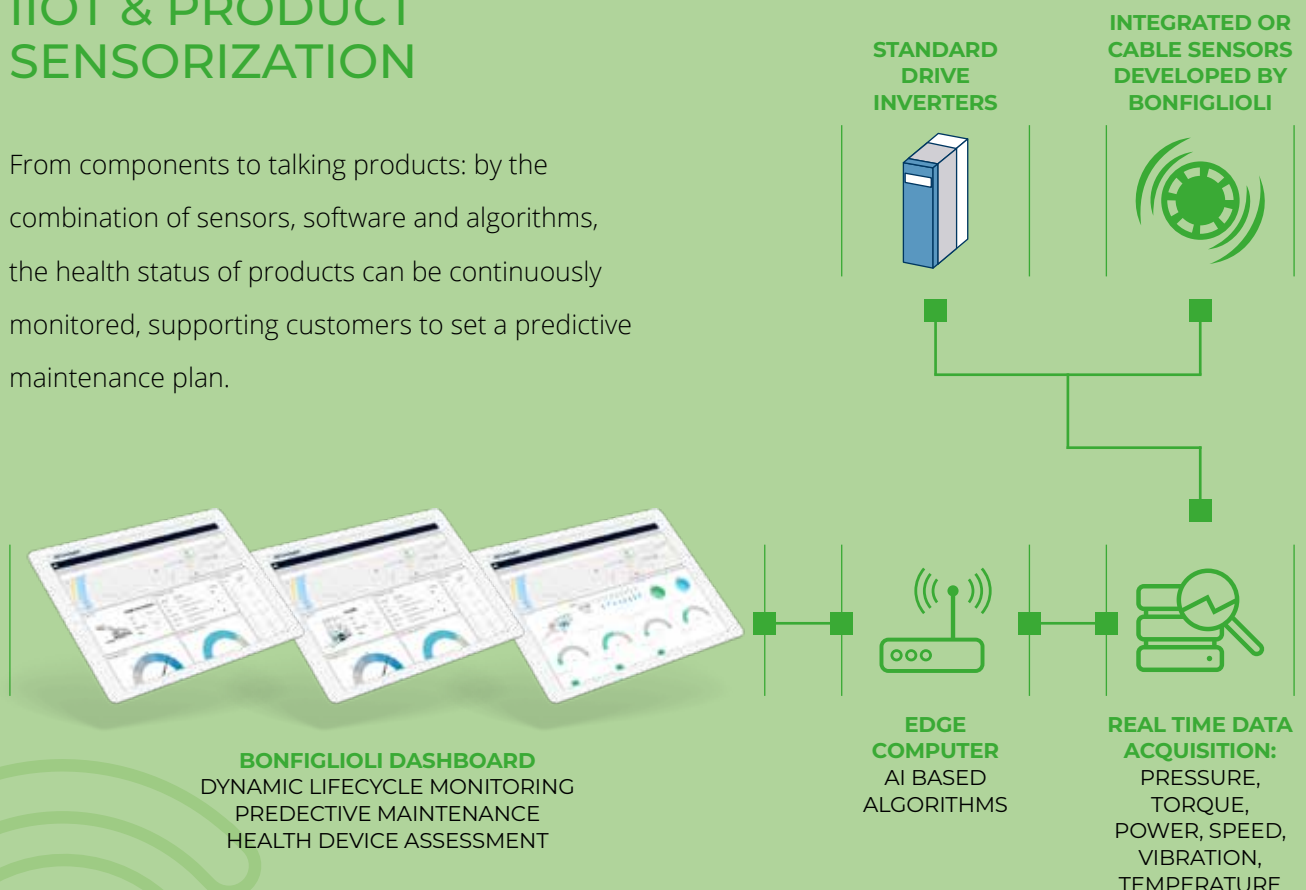 IIOT & PRODUCT
SENSORIZATION
From components to talking products: by the
combination of sensors, software and algorithms,
the health status of products can be continuously
monitored, supporting customers to set a predictive
maintenance plan.
STANDARD
DRIVE
INVERTERS
INTEGRATED OR
CABLE SENSORS
DEVELOPED BY
BONFIGLIOLI
BONFIGLIOLI DASHBOARD
DYNAMIC LIFECYCLE MONITORING
PREDECTIVE MAINTENANCE
HEALTH DEVICE ASSESSMENT
EDGE
COMPUTER
AI BASED
ALGORITHMS
REAL TIME DATA
ACQUISITION:
PRESSURE,
TORQUE,
POWER, SPEED,
VIBRATION,
TEMPERATURE